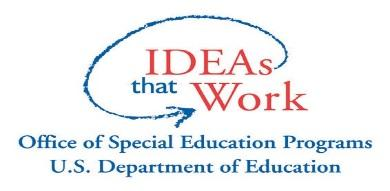 IDEAs
that Work
Office of Special Education Programs
U.S. Department of Education